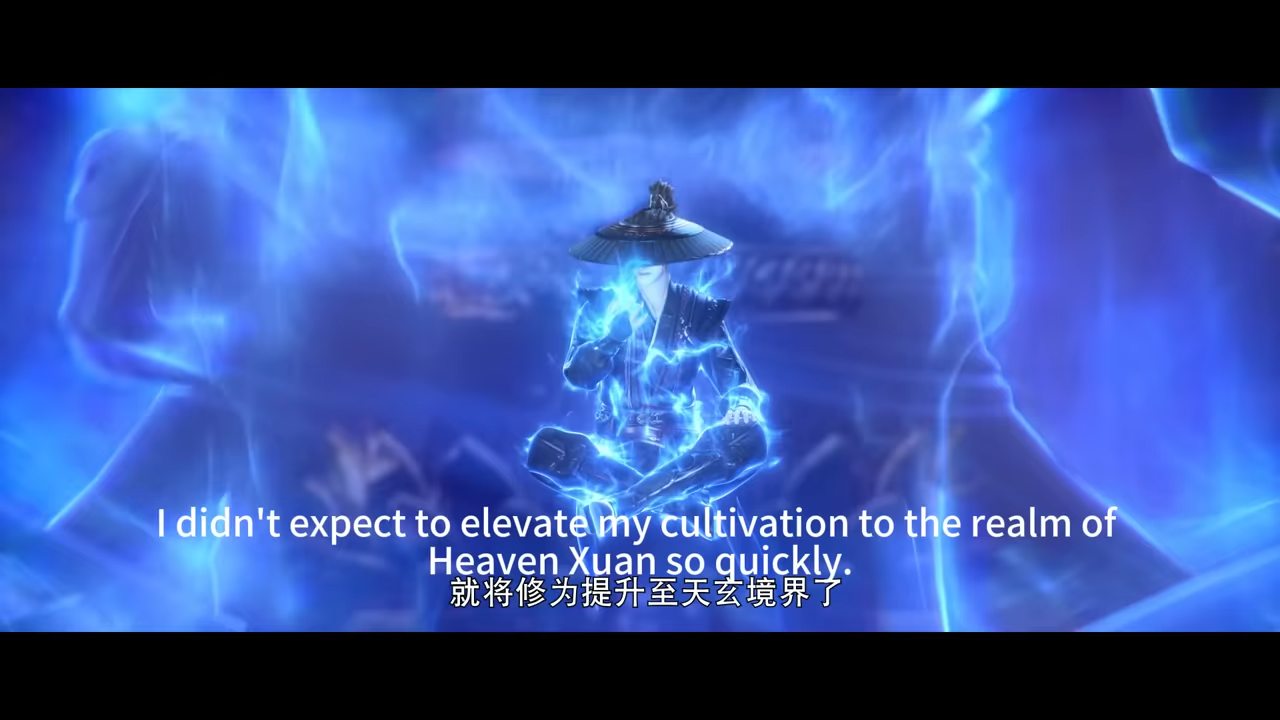 I didn't expect to elevate my cultivation to the realm of
Heaven Xuan so quickly.
就将修为提升至天玄境界了